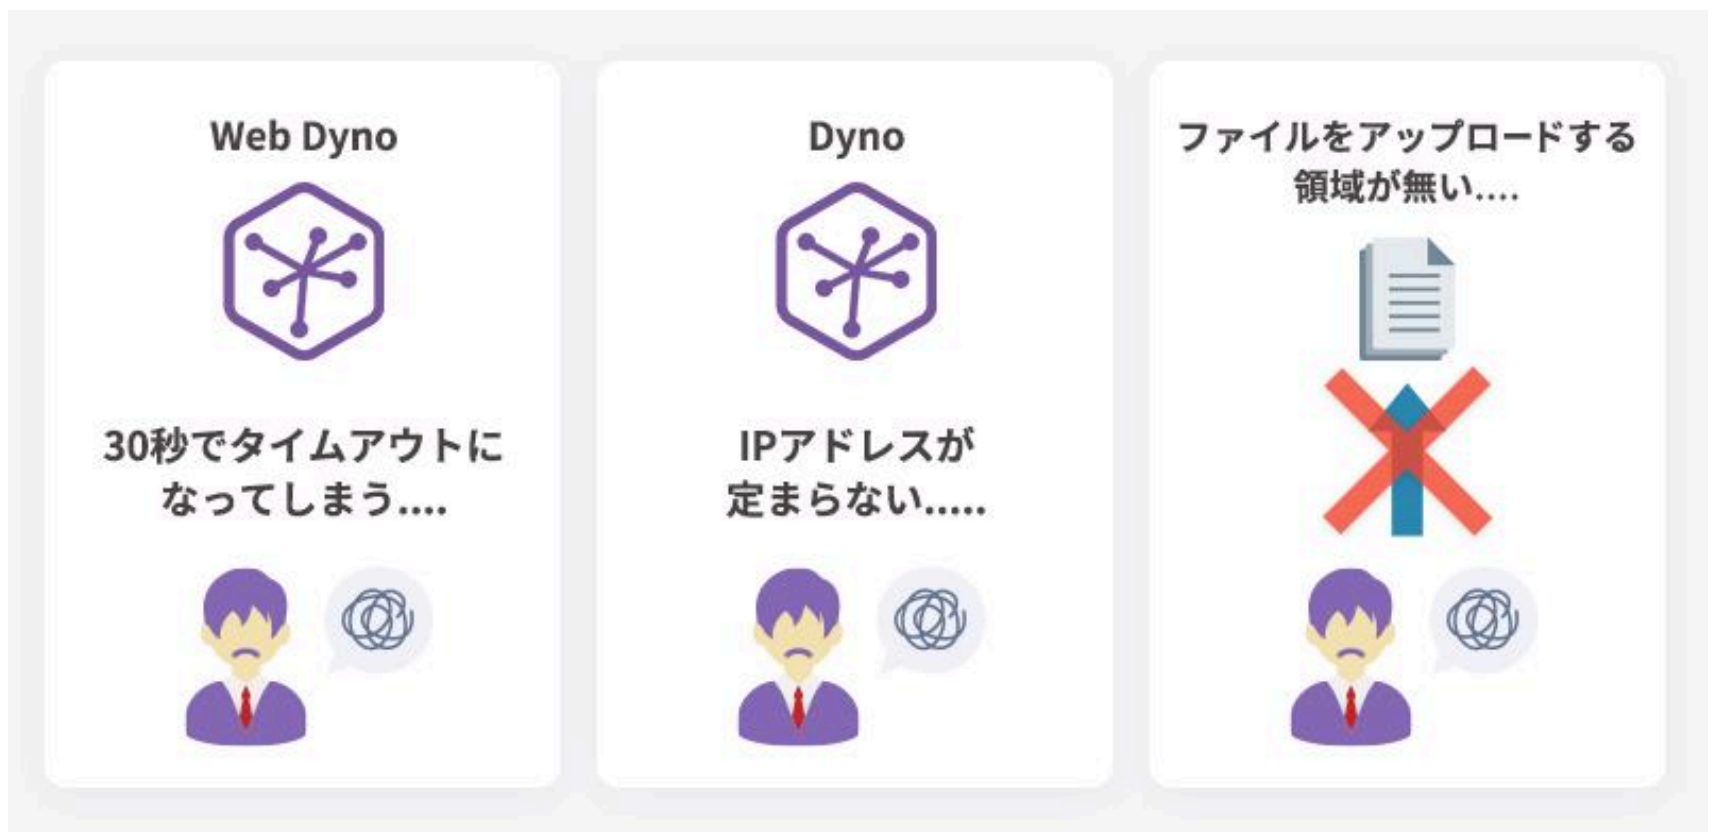 Web Dyno
30秒でタイムアウトに
なってしまう....
Dyno
IPアドレスが
定まらない.....
ファイルをアップロードする
領域が無い....